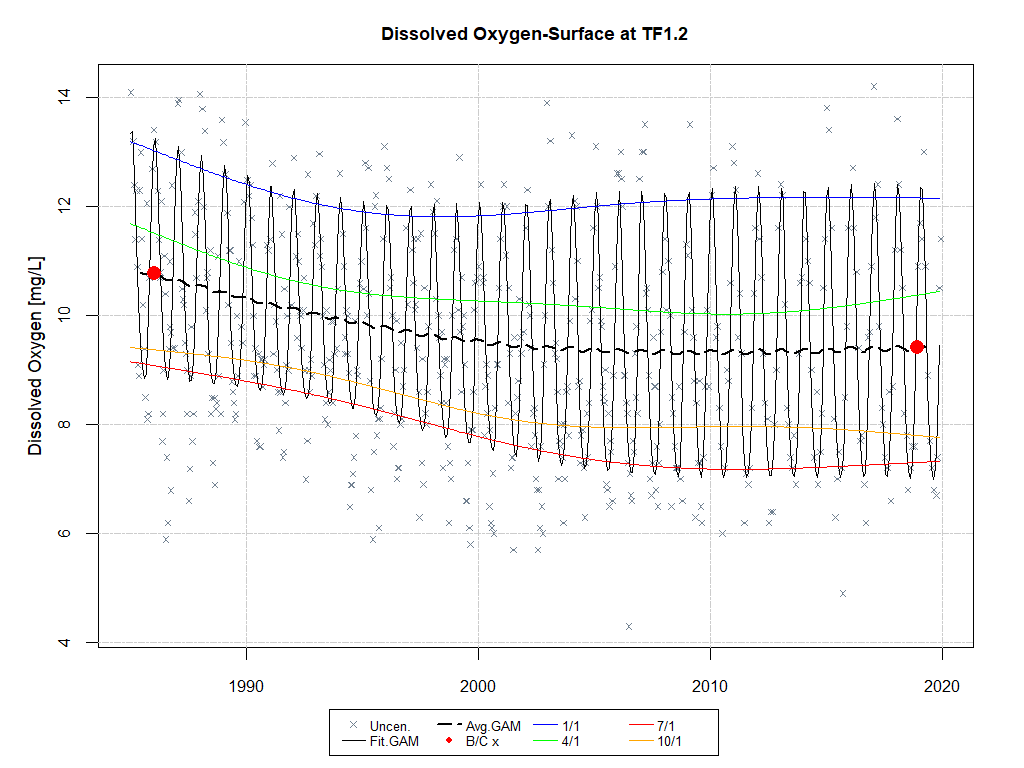 Dissolved Oxygen-Surface at TF1.2
Dissolved Oxygen [mg/L]
14
12
10
8
6
4
1990 2000 2010 2020
Uncen. Avg.GAM 1/1 7/1
Fit.GAM B/C x 4/1 10/1